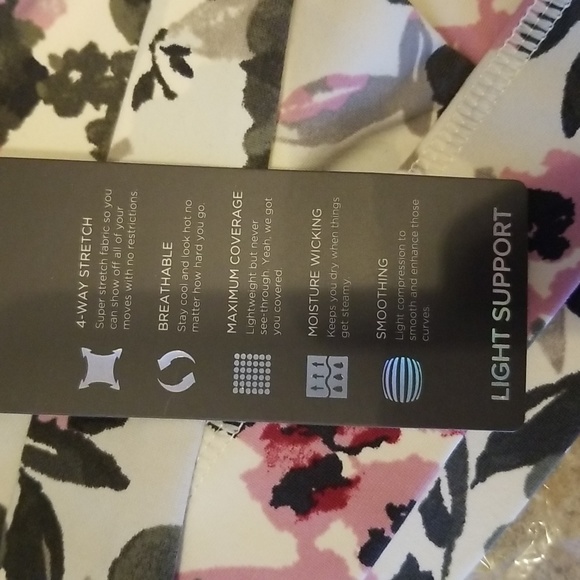 4-WAY STRETCH
Super stretch fabric so you
can show off all of your
moves with no restrictions.
BREATHABLE
Stay cool and look hot no
matter how hard you go.
MAXIMUM COVERAGE
Lightweight but never
see-through. Yeah, we got
you covered.
MOISTURE WICKING
Keeps you dry when things
get steamy
SMOOTHING
Light compression to
smooth and enhance those
curves
LIGHT SUPPORT